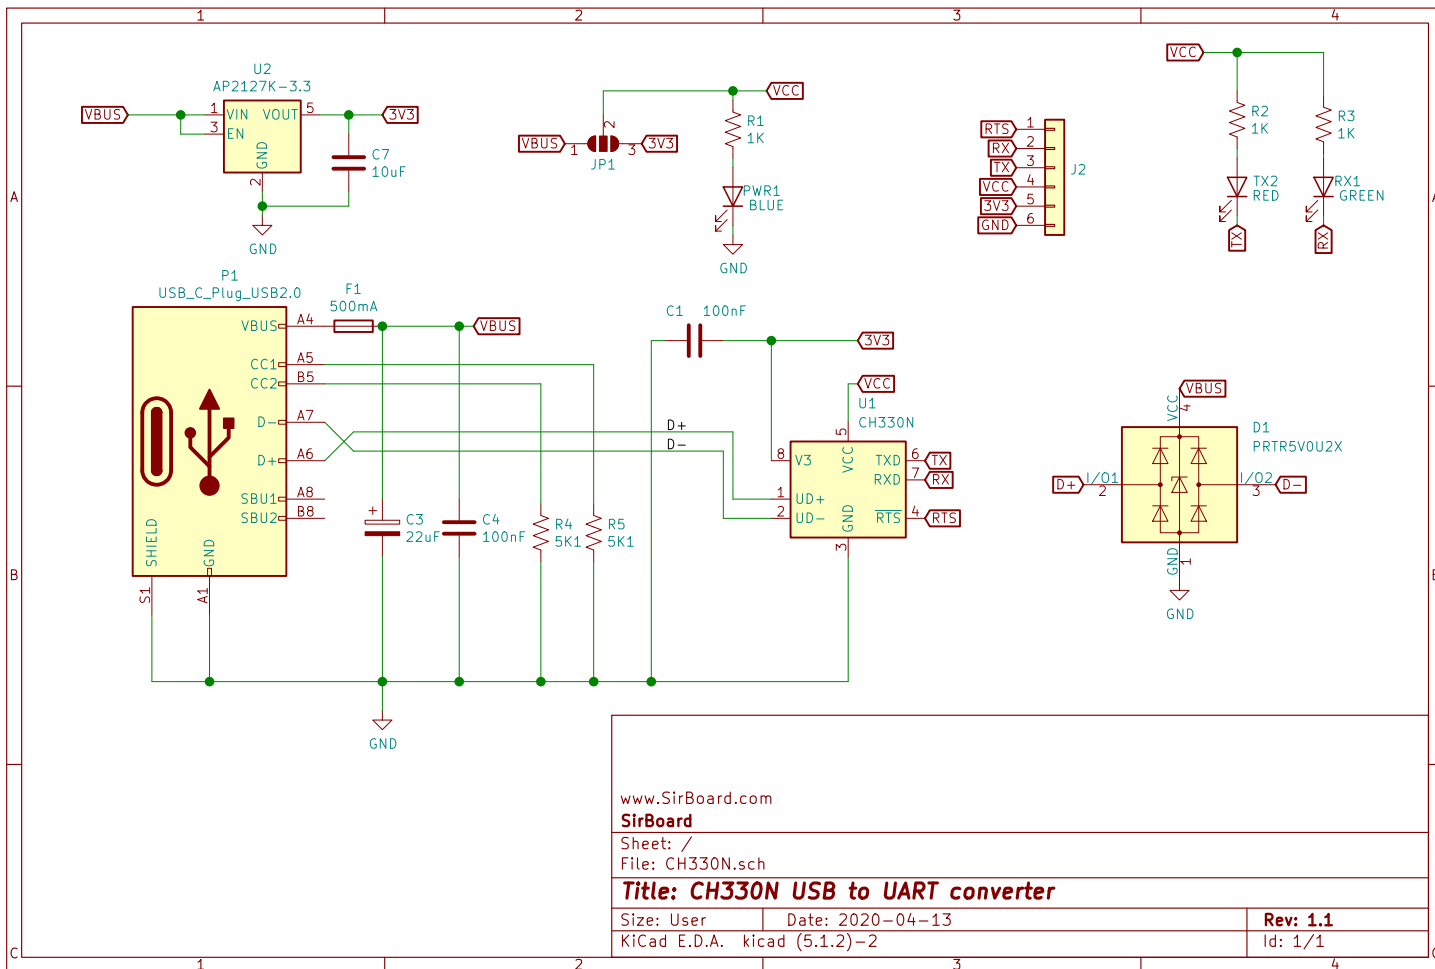 1 2 3 4
U2
AP2127K-3.3
VBUS 1 VIN VOUT 5 3V3
3 EN
GND
2
C7
10uF
GND
VCC
2
VBUS 1 3 3V3
JP1
R1
1K
PWR1
BLUE
GND
RTS 1
RX 2
TX 3
VCC 4
3V3 5
GND 6
J2
VCC
R2
1K
R3
1K
TX2
RED
RX1
GREEN
TX
RX
A
P1
USB_C_Plug_USB2.0
F1
500mA
VBUS A4
VBUS
CC1 A5
CC2 B5
D- A7
D+ A6
SBU1 A8
SBU2 B8
SHIELD
GND
S1
A1
+
C3
22uF
C4
100nF
R4
5K1
R5
5K1
GND
C1 100nF
3V3
VCC
U1
CH330N
D+
D-
5
VCC
8 V3 TXD 6 TX
RXD 7 RX
1 UD+
2 UD- RTS 4 RTS
GND
3
VBUS
VCC
4
D1
PRTR5V0U2X
D+ I/O1 2
I/O2 3 D-
GND
1
GND
B
www.SirBoard.com
SirBoard
Sheet: /
File: CH330N.sch
Title: CH330N USB to UART converter
Size: User Date: 2020-04-13 Rev: 1.1
KiCad E.D.A. kicad (5.1.2)-2 Id: 1/1
C
1 2 3 4